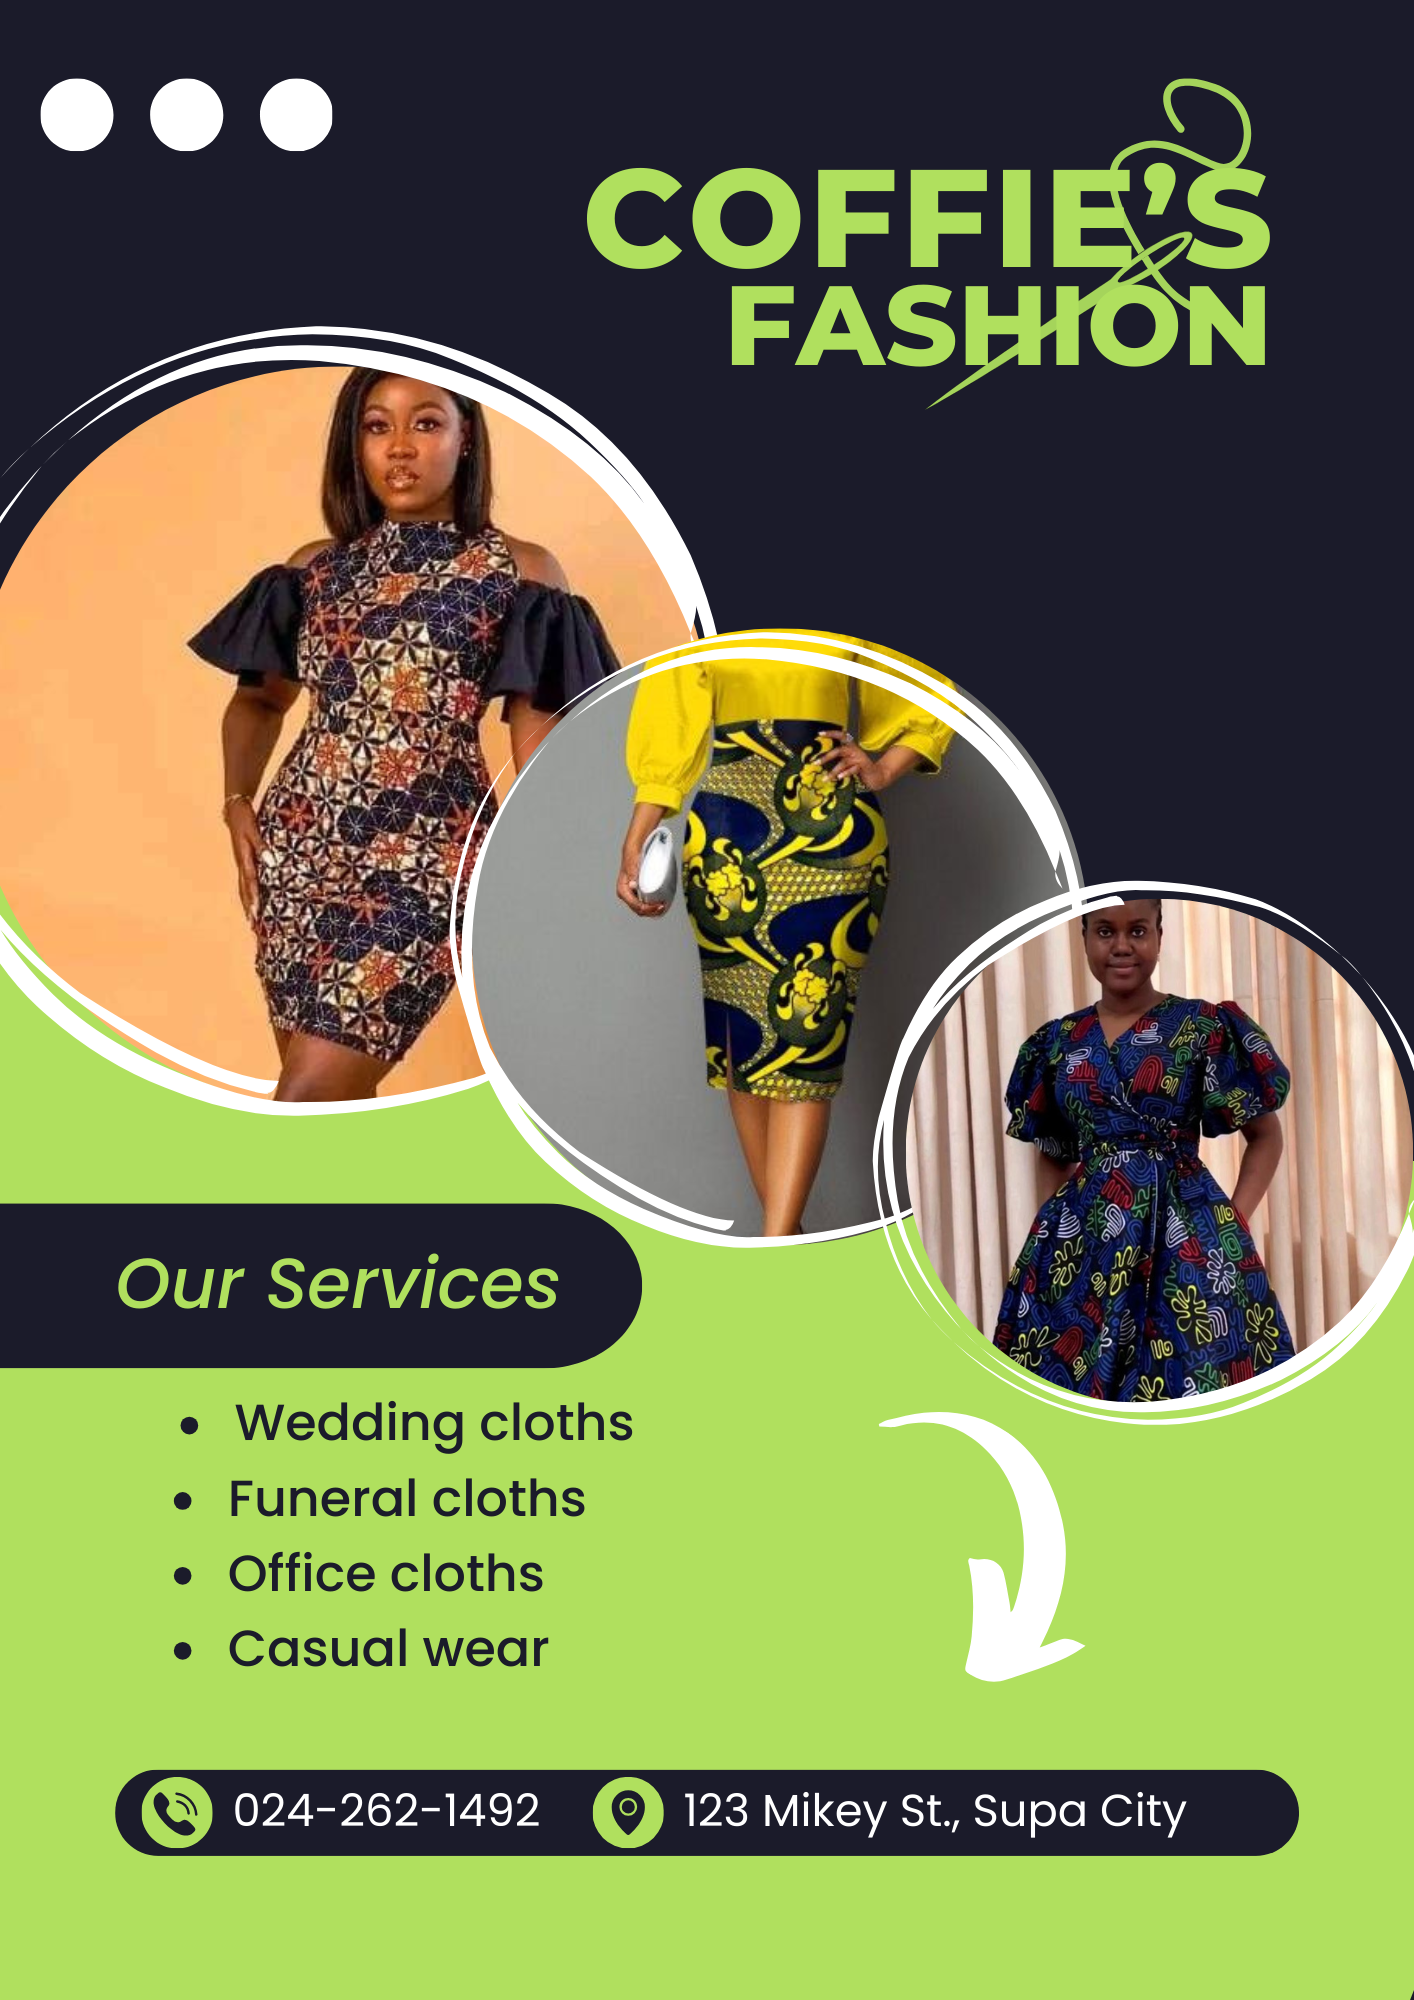 COFFIE'S
FASHION
Our Services
• Wedding cloths
• Funeral cloths
• Office cloths
• Casual wear
024-262-1492
123 Mikey St., Supa City